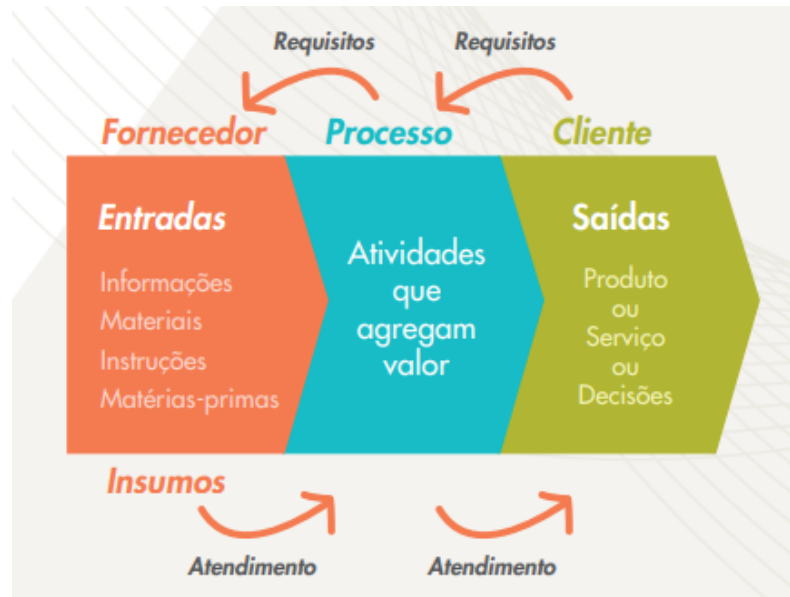 Requisitos Requisitos
Fornecedor Processo Cliente
Entradas
Informações
Materiais
Instruções
Matérias-primas
Atividades
que
agregam
valor
Saídas
Produto
ou
Serviço
ou
Decisões
Insumos
Atendimento Atendimento